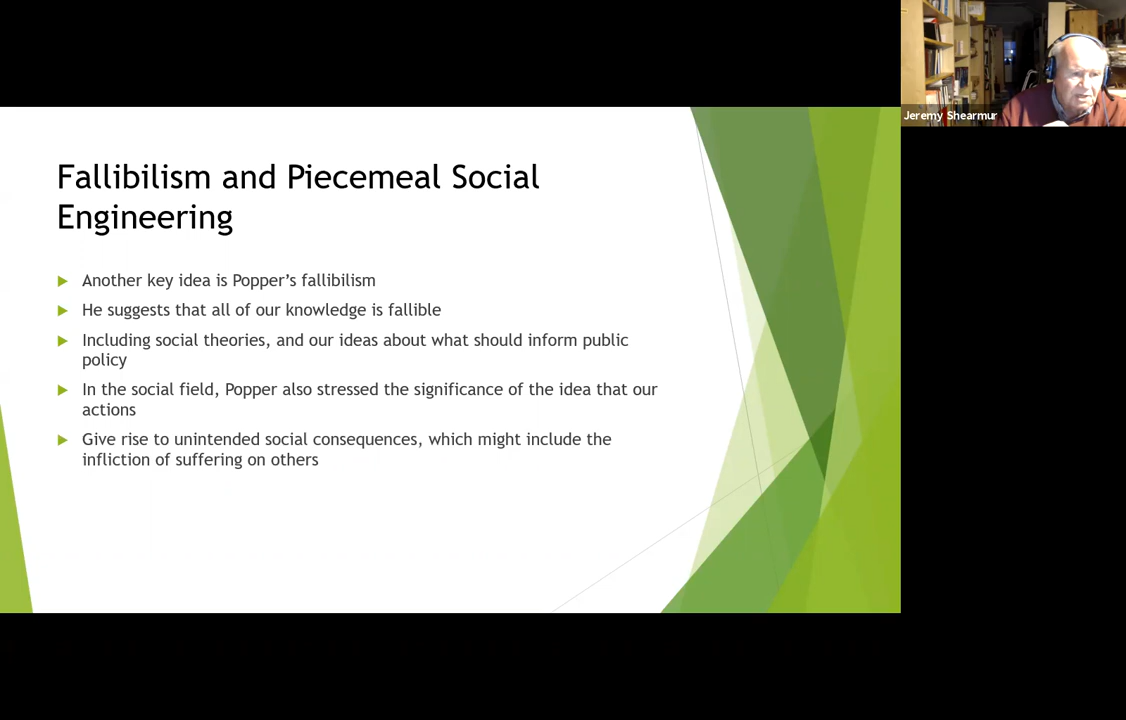 Jeremy Shearmur
Fallibilism and Piecemeal Social
Engineering
Another key idea is Popper’s fallibilism
He suggests that all of our knowledge is fallible
Including social theories, and our ideas about what should inform public
policy
In the social field, Popper also stressed the significance of the idea that our
actions
Give rise to unintended social consequences, which might include the
infliction of suffering on others